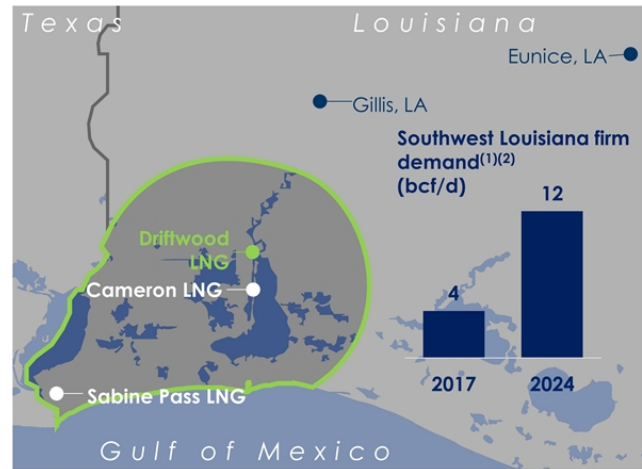 Texas
Louisiana
Eunice, LA
Gillis, LA
Southwest Louisiana firm
demand(1)(2)
(bcf/d)
12
4
2017
2024
Driftwood
LNG
Cameron LNG
Sabine Pass LNG
Gulf of Mexico